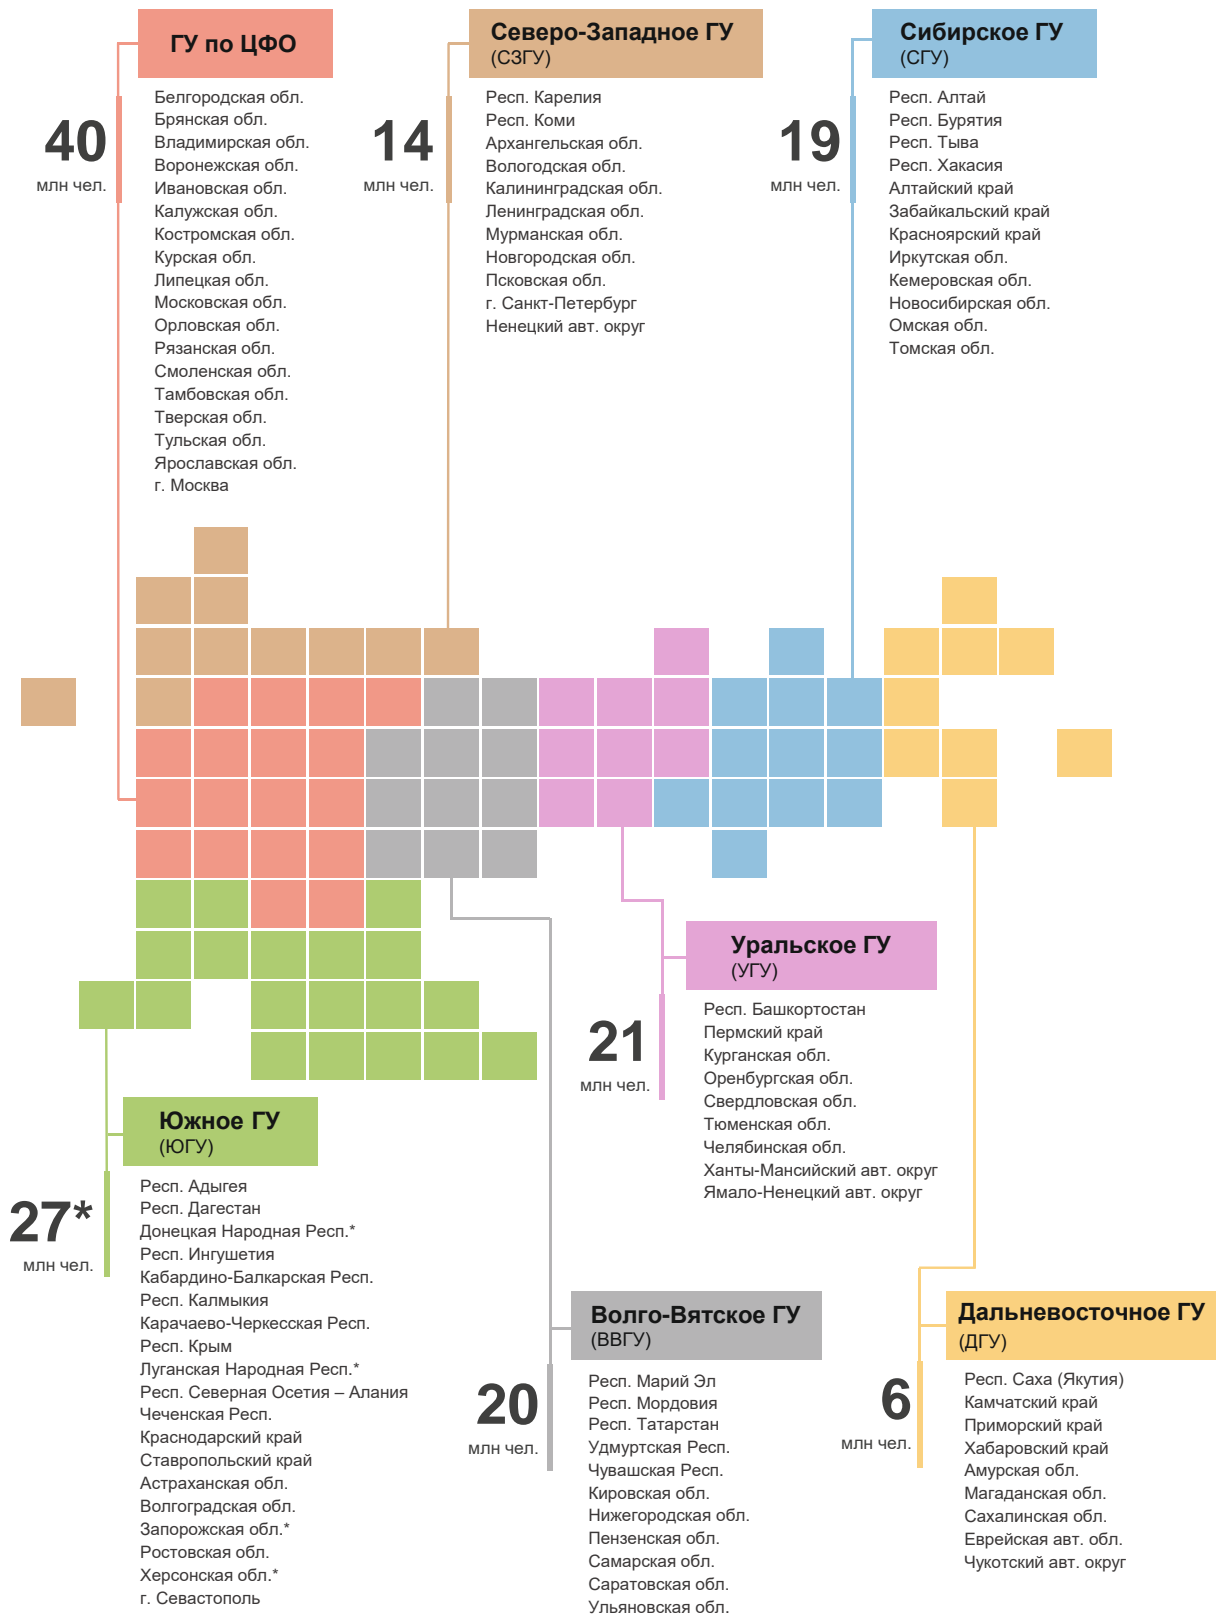 ГУ по ЦФО
40
млн чел.
Белгородская обл.
Брянская обл.
Владимирская обл.
Воронежская обл.
Ивановская обл.
Калужская обл.
Костромская обл.
Курская обл.
Липецкая обл.
Московская обл.
Орловская обл.
Рязанская обл.
Смоленская обл.
Тамбовская обл.
Тверская обл.
Тульская обл.
Ярославская обл.
г. Москва
Северо-Западное ГУ
(СЗГУ)
14
млн чел.
Респ. Карелия
Респ. Коми
Архангельская обл.
Вологодская обл.
Калининградская обл.
Ленинградская обл.
Мурманская обл.
Новгородская обл.
Псковская обл.
г. Санкт-Петербург
Ненецкий авт. округ
Сибирское ГУ
(СГУ)
19
млн чел.
Респ. Алтай
Респ. Бурятия
Респ. Тыва
Респ. Хакасия
Алтайский край
Забайкальский край
Красноярский край
Иркутская обл.
Кемеровская обл.
Новосибирская обл.
Омская обл.
Томская обл.
Уральское ГУ
(УГУ)
21
млн чел.
Респ. Башкортостан
Пермский край
Курганская обл.
Оренбургская обл.
Свердловская обл.
Тюменская обл.
Челябинская обл.
Ханты-Мансийский авт. округ
Ямало-Ненецкий авт. округ
Южное ГУ
(ЮГУ)
27*
млн чел.
Респ. Адыгея
Респ. Дагестан
Донецкая Народная Респ.*
Респ. Ингушетия
Кабардино-Балкарская Респ.
Респ. Калмыкия
Карачаево-Черкесская Респ.
Респ. Крым
Луганская Народная Респ.*
Респ. Северная Осетия – Алания
Чеченская Респ.
Краснодарский край
Ставропольский край
Астраханская обл.
Волгоградская обл.
Запорожская обл.*
Ростовская обл.
Херсонская обл.*
г. Севастополь
Волго-Вятское ГУ
(ВВГУ)
20
млн чел.
Респ. Марий Эл
Респ. Мордовия
Респ. Татарстан
Удмуртская Респ.
Чувашская Респ.
Кировская обл.
Нижегородская обл.
Пензенская обл.
Самарская обл.
Саратовская обл.
Ульяновская обл.
Дальневосточное ГУ
(ДГУ)
6
млн чел.
Респ. Саха (Якутия)
Камчатский край
Приморский край
Хабаровский край
Амурская обл.
Магаданская обл.
Сахалинская обл.
Еврейская авт. обл.
Чукотский авт. округ